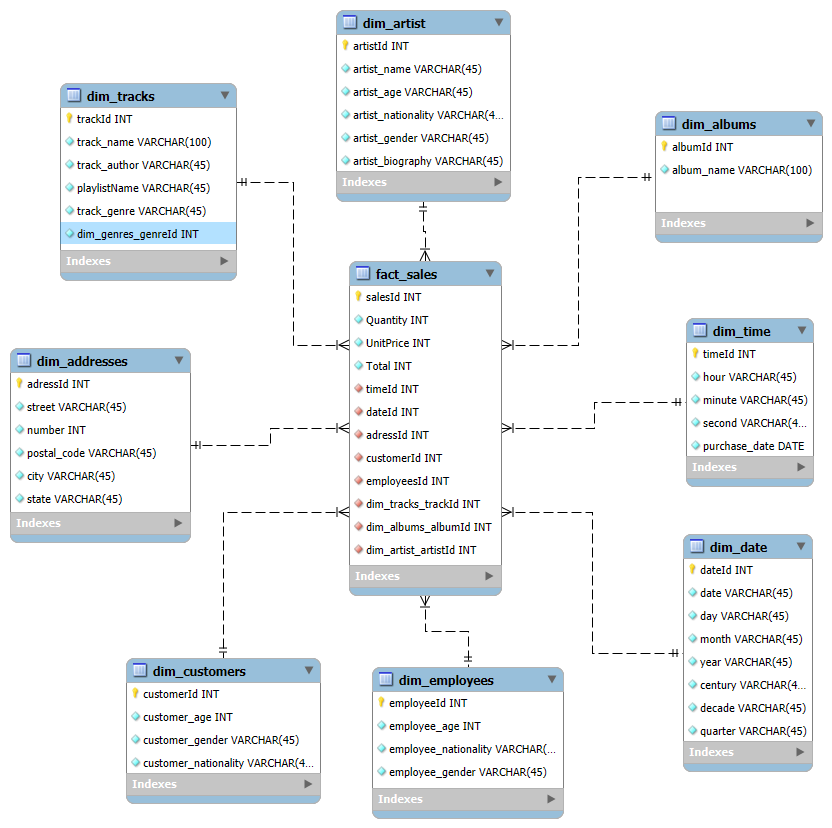 dim_artist
artistId INT
artist_name VARCHAR(45)
artist_age VARCHAR(45)
artist_nationality VARCHAR(4...
artist_gender VARCHAR(45)
artist_biography VARCHAR(45)
Indexes
dim_tracks
trackId INT
track_name VARCHAR(100)
track_author VARCHAR(45)
playlistName VARCHAR(45)
track_genre VARCHAR(45)
dim_genres_genreId INT
Indexes
dim_albums
albumId INT
album_name VARCHAR(100)
Indexes
fact_sales
salesId INT
Quantity INT
UnitPrice INT
Total INT
timeId INT
dateId INT
adressId INT
customerId INT
employeesId INT
dim_tracks_trackId INT
dim_albums_albumId INT
dim_artist_artistId INT
Indexes
dim_time
timeId INT
hour VARCHAR(45)
minute VARCHAR(45)
second VARCHAR(4...
purchase_date DATE
Indexes
dim_addresses
adressId INT
street VARCHAR(45)
number INT
postal_code VARCHAR(45)
city VARCHAR(45)
state VARCHAR(45)
Indexes
dim_date
dateId INT
date VARCHAR(45)
day VARCHAR(45)
month VARCHAR(45)
year VARCHAR(45)
century VARCHAR(4...
decade VARCHAR(45)
quarter VARCHAR(45)
Indexes
dim_customers
customerId INT
customer_age INT
customer_gender VARCHAR(45)
customer_nationality VARCHAR(4...
Indexes
dim_employees
employeeId INT
employee_age INT
employee_nationality VARCHAR(...
employee_gender VARCHAR(45)
Indexes